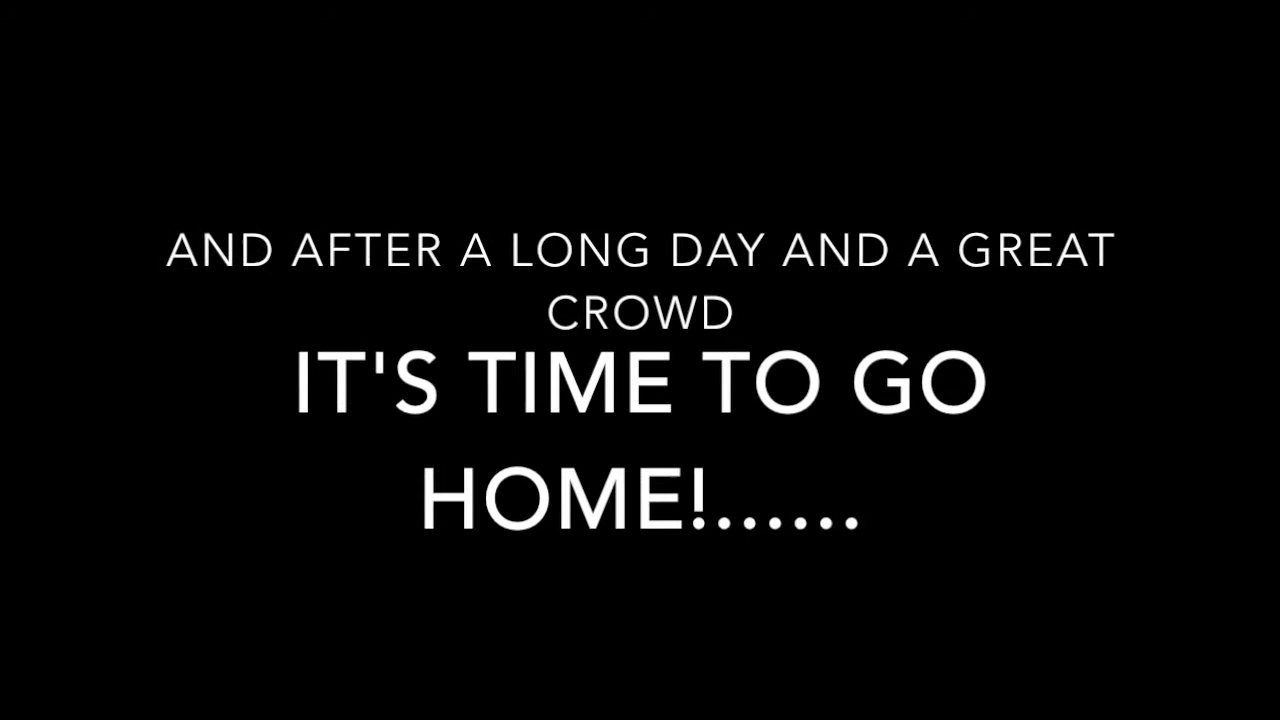 AND AFTER A LONG DAY AND A GREAT
CROWD
IT'S TIME TO GO
HOME!......